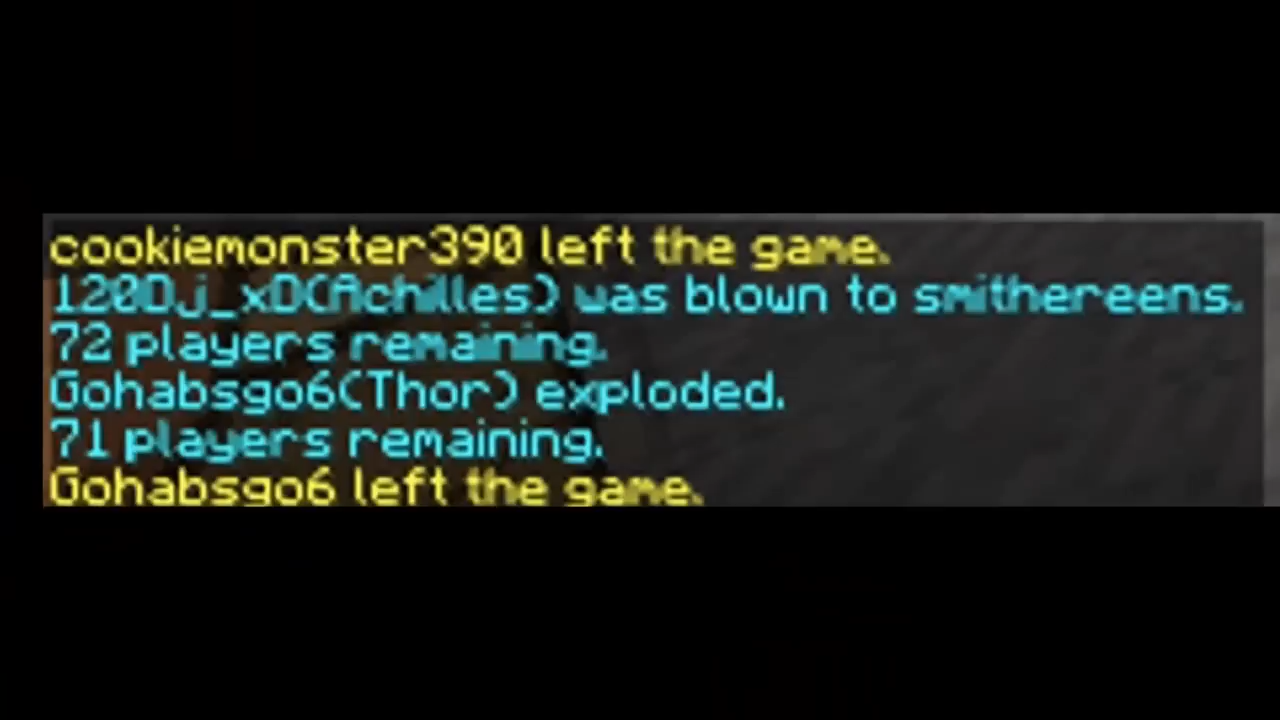 cookiemonster390 left the game.
120Dj_xD(Achilles) was blown to smithereens.
72 players remaining.
Gohabsgo6(Thor) exploded.
71 players remaining.
Gohabsgo6 left the game.